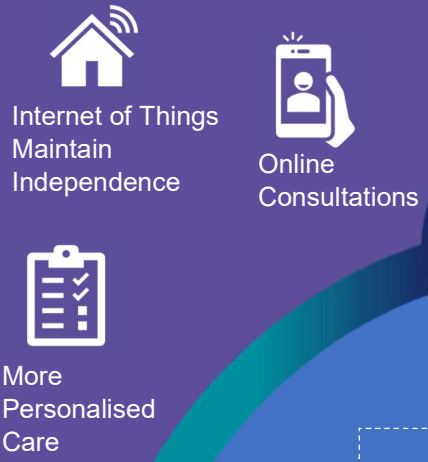 Internet of Things
Maintain
Independence
Online
Consultations
More
Personalised
Care